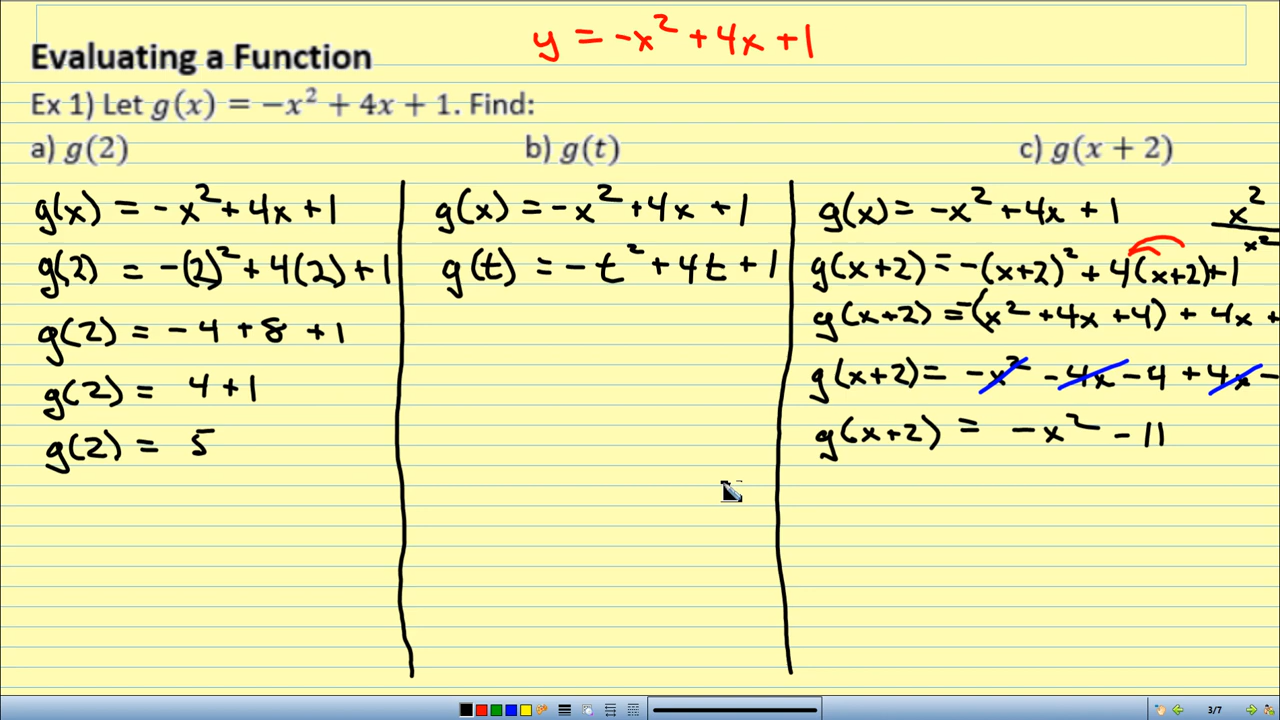 y = -x² + 4x + 1
Evaluating a Function
Ex 1) Let g(x) = −x² + 4x + 1. Find:
a) g(2)
g(x) = -x² + 4x + 1
g(2) = -(2)² + 4(2) + 1
g(2) = -4 + 8 + 1
g(2) = 4 + 1
g(2) = 5
b) g(t)
g(x) = -x² + 4x + 1
g(t) = -t² + 4t + 1
c) g(x + 2)
g(x) = -x² + 4x + 1
g(x+2) = -(x+2)² + 4(x+2) + 1
g(x+2) = -(x² + 4x + 4) + 4x +
g(x+2) = -x² - 4x - 4 + 4x -
g(x+2) = -x² - 11
x²
x²
3/7